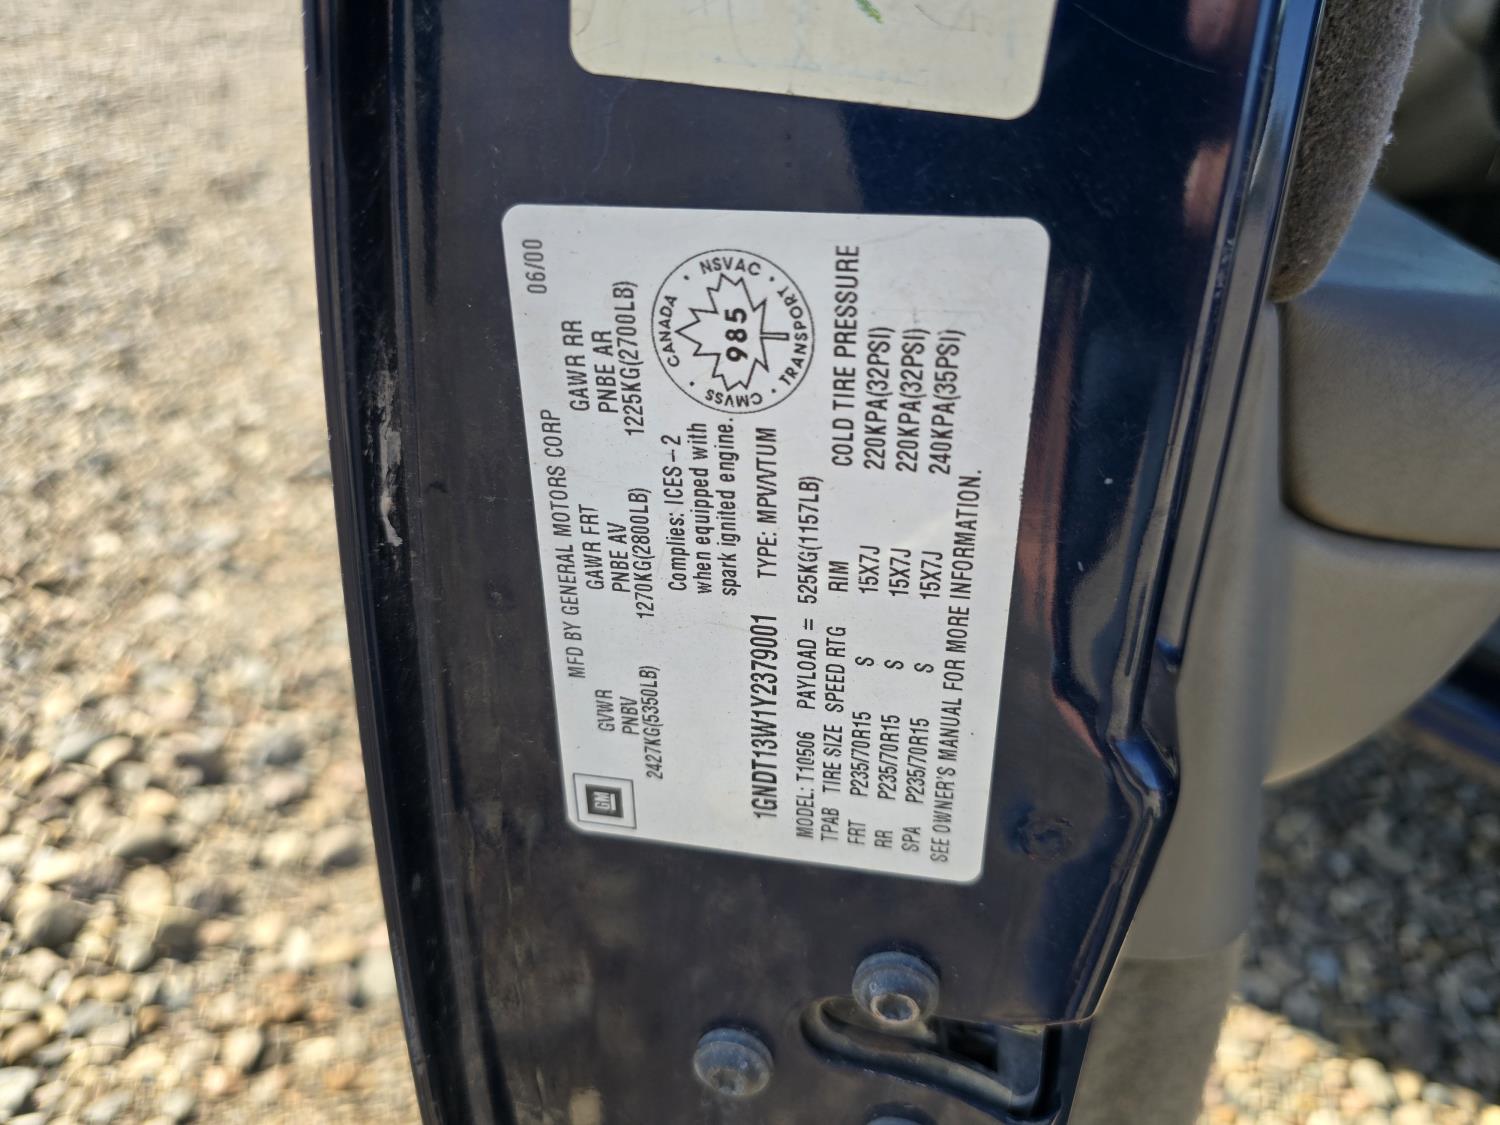 06/00
MFD BY GENERAL MOTORS CORP
GM
GVWR GAWR FRT GAWR RR
PNBV PNBE AV PNBE AR
2427KG(5350LB) 1270KG(2800LB) 1225KG(2700LB)
Complies: ICES-2
when equipped with
spark ignited engine.
CANADA • NSVAC • TRANSPORT • CMVSS •
985
1GNDT13W1Y2379001 TYPE: MPV/VTUM
MODEL: T10506 PAYLOAD = 525KG(1157LB)
TPAB TIRE SIZE SPEED RTG RIM COLD TIRE PRESSURE
FRT P235/70R15 S 15X7J 220KPA(32PSI)
RR P235/70R15 S 15X7J 220KPA(32PSI)
SPA P235/70R15 S 15X7J 240KPA(35PSI)
SEE OWNER'S MANUAL FOR MORE INFORMATION.